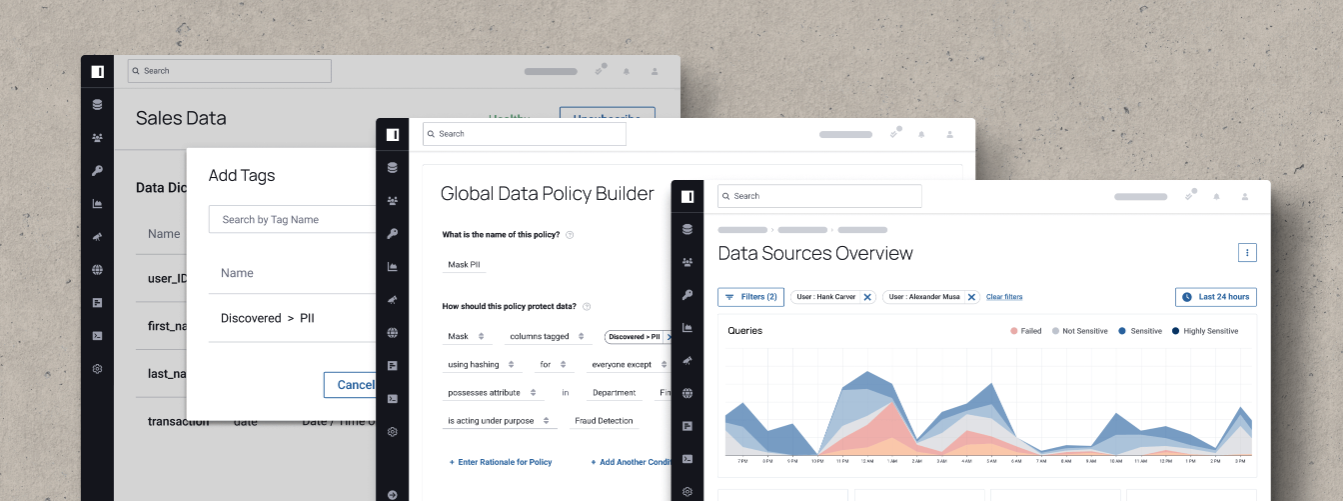 Search
Sales Data
Healthy
Unsubscribe
Add Tags
Data Dic
Search by Tag Name
Name
Name
user_ID
Discovered > PII
first_na
last_na
Cancel
transaction date Date / Time
Search
Global Data Policy Builder
What is the name of this policy?
Mask PII
How should this policy protect data?
Mask columns tagged Discovered > PII
using hashing for everyone except
possesses attribute in Department Fin
is acting under purpose Fraud Detection
+ Enter Rationale for Policy + Add Another Condit
Search
Data Sources Overview
Filters (2) User : Hank Carver User : Alexander Musa Clear filters Last 24 hours
Queries Failed Not Sensitive Sensitive Highly Sensitive
7 PM 8 PM 9 PM 10 PM 11 PM 12 AM 1 AM 2 AM 3 AM 4 AM 5 AM 6 AM 7 AM 8 AM 9 AM 10 AM 11 AM 12 PM 1 PM 2 PM 3 PM